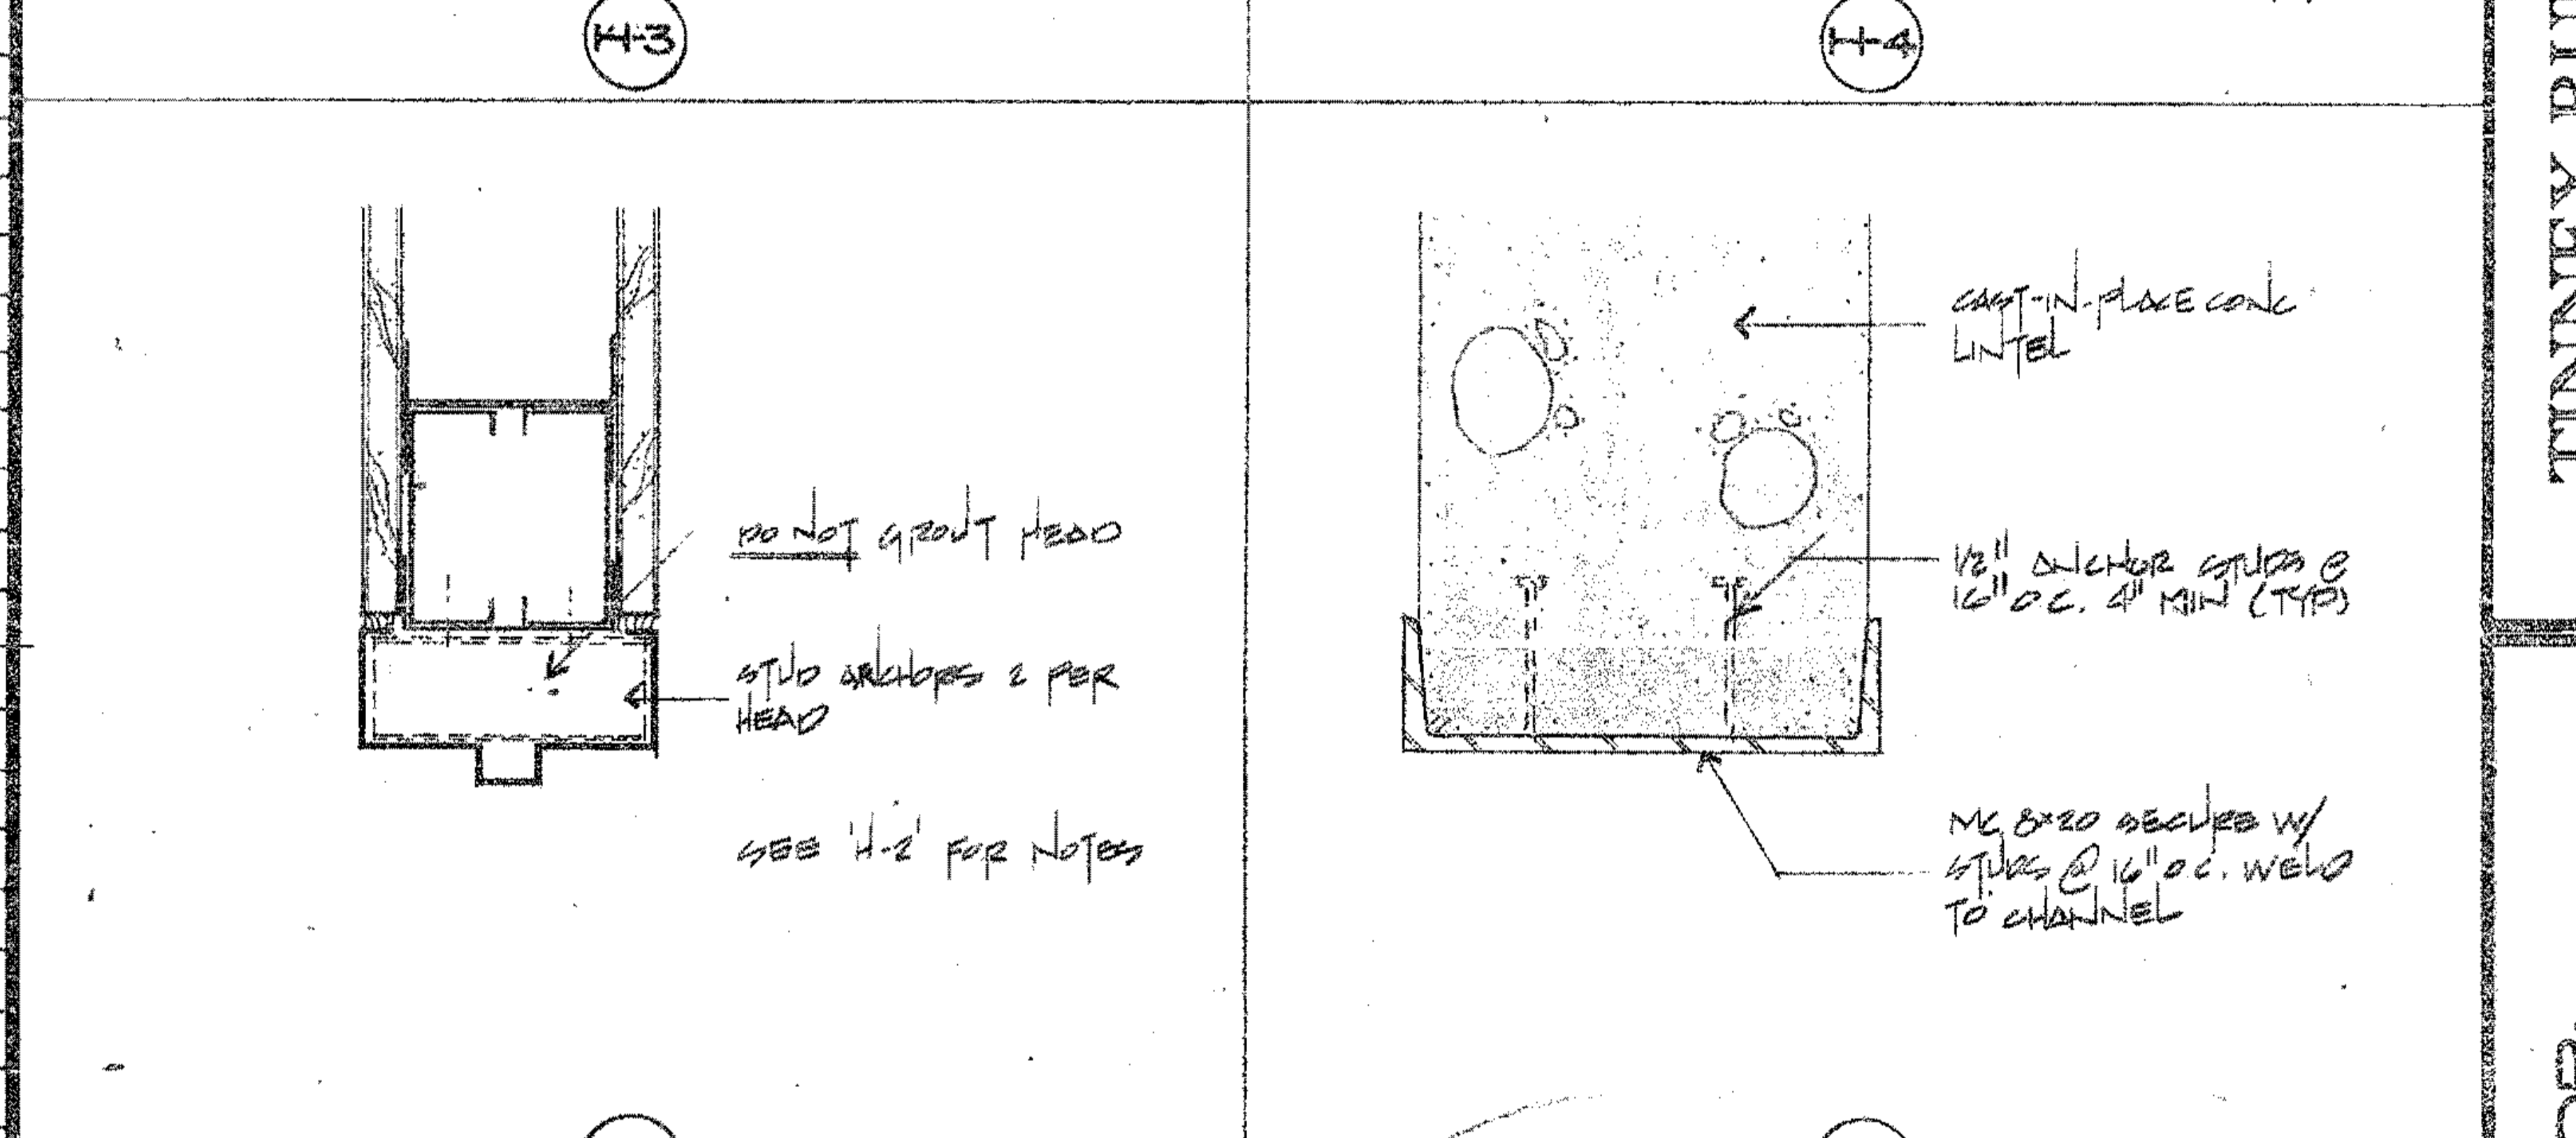 H-3
H-4
DO NOT GROUT HEAD
STUD ANCHORS 2 PER
HEAD
SEE 'H-2' FOR NOTES
CAST-IN-PLACE CONC
LINTEL
1/2" ANCHOR STUDS @
16" O.C. 4" MIN (TYP)
MC 8x20 SECURE W/
STUDS @ 16" O.C. WELD
TO CHANNEL
TINNEY